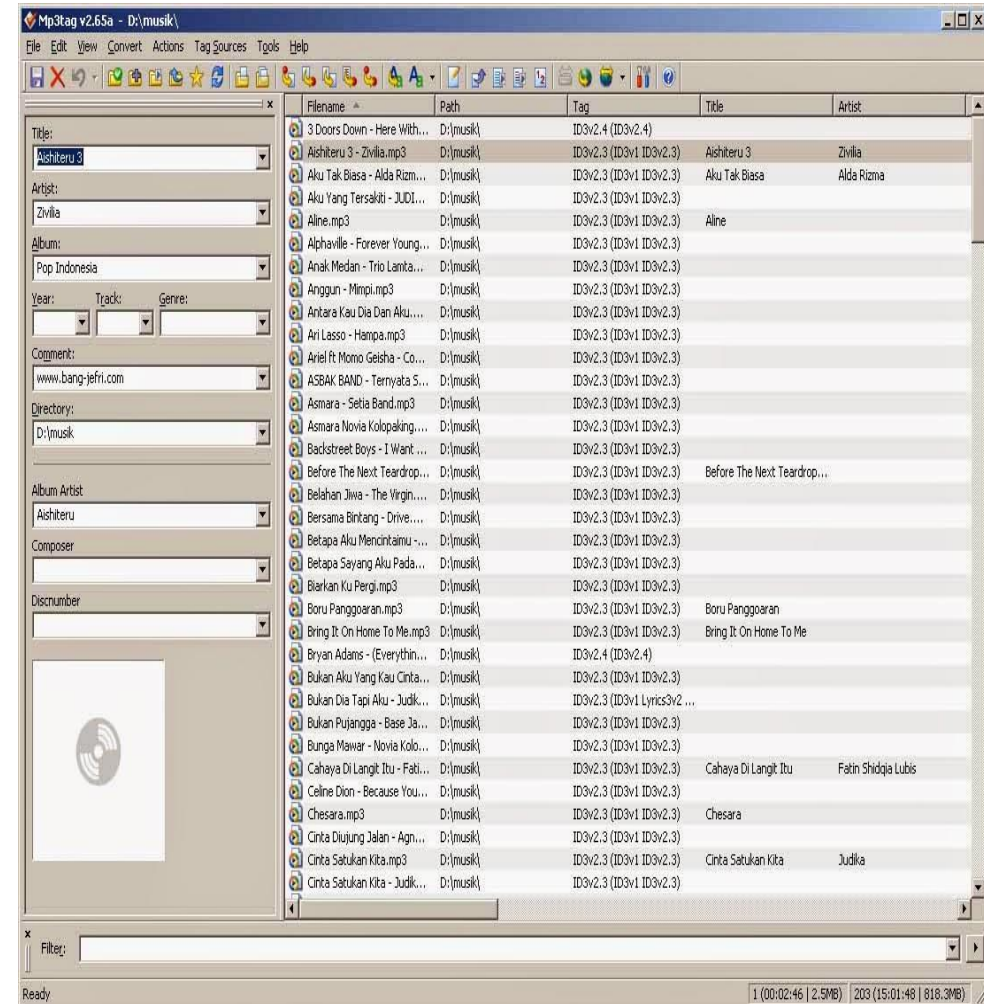 Mp3tag v2.65a - D:\musik\
File Edit View Convert Actions Tag Sources Tools Help
Title:
Aishiteru 3
Artist:
Zivilia
Album:
Pop Indonesia
Year: Track: Genre:
Comment:
www.bang-jefri.com
Directory:
D:\musik
Album Artist
Aishiteru
Composer
Discnumber
Filename Path Tag Title Artist
3 Doors Down - Here With... D:\musik\ ID3v2.4 (ID3v2.4)
Aishiteru 3 - Zivilia.mp3 D:\musik\ ID3v2.3 (ID3v1 ID3v2.3) Aishiteru 3 Zivilia
Aku Tak Biasa - Alda Rizm... D:\musik\ ID3v2.3 (ID3v1 ID3v2.3) Aku Tak Biasa Alda Rizma
Aku Yang Tersakiti - JUDI... D:\musik\ ID3v2.3 (ID3v1 ID3v2.3)
Aline.mp3 D:\musik\ ID3v2.3 (ID3v1 ID3v2.3) Aline
Alphaville - Forever Young... D:\musik\ ID3v2.3 (ID3v1 ID3v2.3)
Anak Medan - Trio Lamta... D:\musik\ ID3v2.3 (ID3v1 ID3v2.3)
Anggun - Mimpi.mp3 D:\musik\ ID3v2.3 (ID3v1 ID3v2.3)
Antara Kau Dia Dan Aku.... D:\musik\ ID3v2.3 (ID3v1 ID3v2.3)
Ari Lasso - Hampa.mp3 D:\musik\ ID3v2.3 (ID3v1 ID3v2.3)
Ariel ft Momo Geisha - Co... D:\musik\ ID3v2.3 (ID3v1 ID3v2.3)
ASBAK BAND - Ternyata S... D:\musik\ ID3v2.3 (ID3v1 ID3v2.3)
Asmara - Setia Band.mp3 D:\musik\ ID3v2.3 (ID3v1 ID3v2.3)
Asmara Novia Kolopaking.... D:\musik\ ID3v2.3 (ID3v1 ID3v2.3)
Backstreet Boys - I Want ... D:\musik\ ID3v2.3 (ID3v1 ID3v2.3)
Before The Next Teardrop... D:\musik\ ID3v2.3 (ID3v1 ID3v2.3) Before The Next Teardrop...
Belahan Jiwa - The Virgin.... D:\musik\ ID3v2.3 (ID3v1 ID3v2.3)
Bersama Bintang - Drive.... D:\musik\ ID3v2.3 (ID3v1 ID3v2.3)
Betapa Aku Mencintaimu -... D:\musik\ ID3v2.3 (ID3v1 ID3v2.3)
Betapa Sayang Aku Pada... D:\musik\ ID3v2.3 (ID3v1 ID3v2.3)
Biarkan Ku Pergi.mp3 D:\musik\ ID3v2.3 (ID3v1 ID3v2.3)
Boru Panggoaran.mp3 D:\musik\ ID3v2.3 (ID3v1 ID3v2.3) Boru Panggoaran
Bring It On Home To Me.mp3 D:\musik\ ID3v2.3 (ID3v1 ID3v2.3) Bring It On Home To Me
Bryan Adams - (Everythin... D:\musik\ ID3v2.4 (ID3v2.4)
Bukan Aku Yang Kau Cinta... D:\musik\ ID3v2.3 (ID3v1 ID3v2.3)
Bukan Dia Tapi Aku - Judik... D:\musik\ ID3v2.3 (ID3v1 Lyrics3v2 ...
Bukan Pujangga - Base Ja... D:\musik\ ID3v2.3 (ID3v1 ID3v2.3)
Bunga Mawar - Novia Kolo... D:\musik\ ID3v2.3 (ID3v1 ID3v2.3)
Cahaya Di Langit Itu - Fati... D:\musik\ ID3v2.3 (ID3v1 ID3v2.3) Cahaya Di Langit Itu Fatin Shidqia Lubis
Celine Dion - Because You... D:\musik\ ID3v2.3 (ID3v1 ID3v2.3)
Chesara.mp3 D:\musik\ ID3v2.3 (ID3v1 ID3v2.3) Chesara
Cinta Diujung Jalan - Agn... D:\musik\ ID3v2.3 (ID3v1 ID3v2.3)
Cinta Satukan Kita.mp3 D:\musik\ ID3v2.3 (ID3v1 ID3v2.3) Cinta Satukan Kita Judika
Cinta Satukan Kita - Judik... D:\musik\ ID3v2.3 (ID3v1 ID3v2.3)
Filter:
Ready 1 (00:02:46 | 2.5MB) 203 (15:01:48 | 818.3MB)